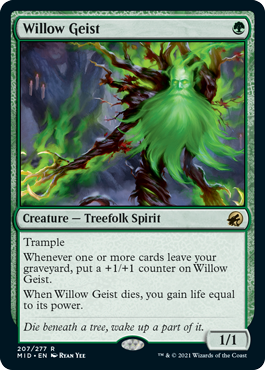 Willow Geist
Creature — Treefolk Spirit
Trample
Whenever one or more cards leave your
graveyard, put a +1/+1 counter on Willow
Geist.
When Willow Geist dies, you gain life equal
to its power.
Die beneath a tree, wake up a part of it.
1/1
207/277 R
MID • EN Ryan Yee
™ & © 2021 Wizards of the Coast